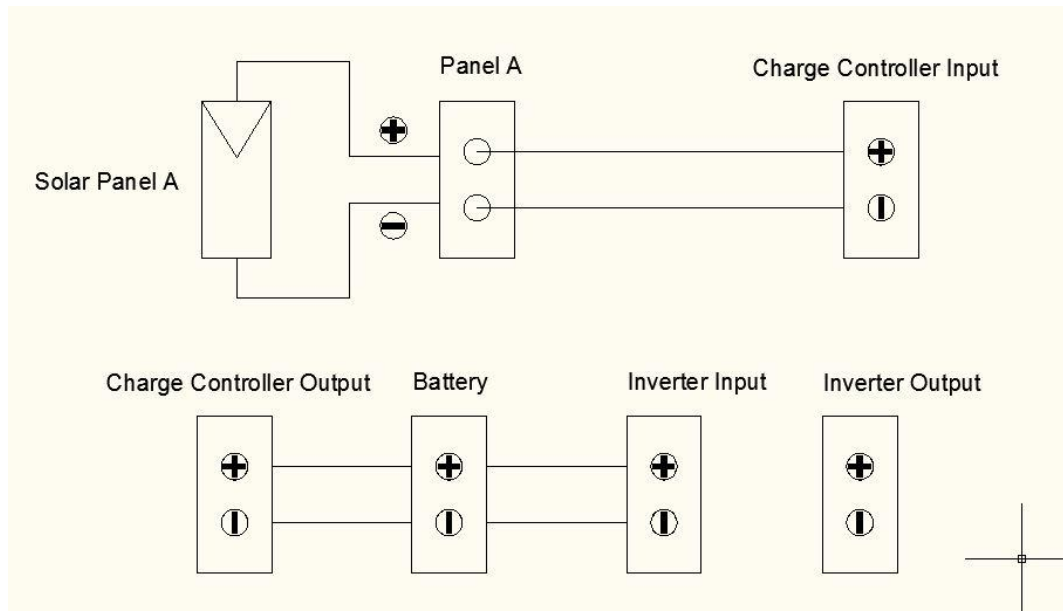 Panel A
Charge Controller Input
Solar Panel A
Charge Controller Output
Battery
Inverter Input
Inverter Output